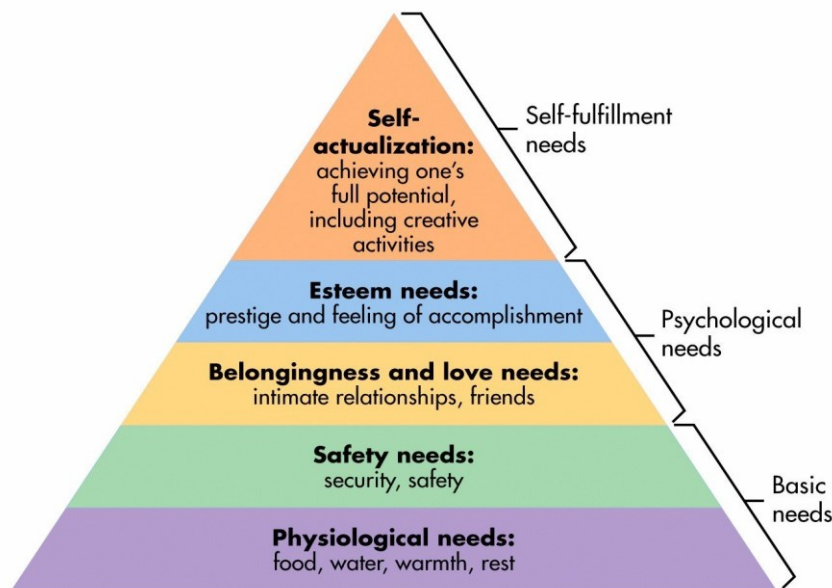 Self-
actualization:
achieving one's
full potential,
including creative
activities
Self-fulfillment
needs
Esteem needs:
prestige and feeling of accomplishment
Psychological
needs
Belongingness and love needs:
intimate relationships, friends
Safety needs:
security, safety
Basic
needs
Physiological needs:
food, water, warmth, rest